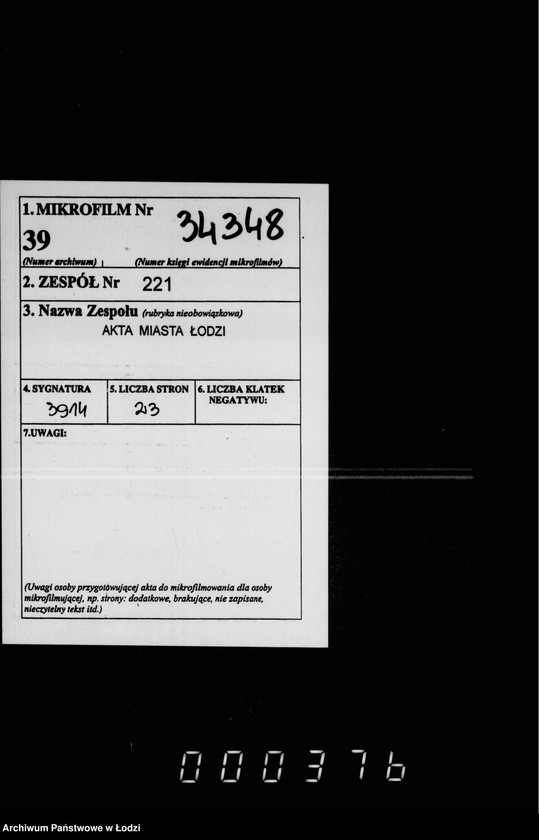 1. MIKROFILM Nr 34348
39
(Numer archiwum) (Numer księgi ewidencji mikrofilmów)
2. ZESPÓŁ Nr 221
3. Nazwa Zespołu (rubryka nieobowiązkowa)
AKTA MIASTA ŁODZI
4. SYGNATURA 5. LICZBA STRON 6. LICZBA KLATEK
NEGATYWU:
3914 213
7.UWAGI:
(Uwagi osoby przygotowującej akta do mikrofilmowania dla osoby
mikrofilmującej, np. strony: dodatkowe, brakujące, nie zapisane,
nieczytelny tekst itd.)
000376
Archiwum Państwowe w Łodzi